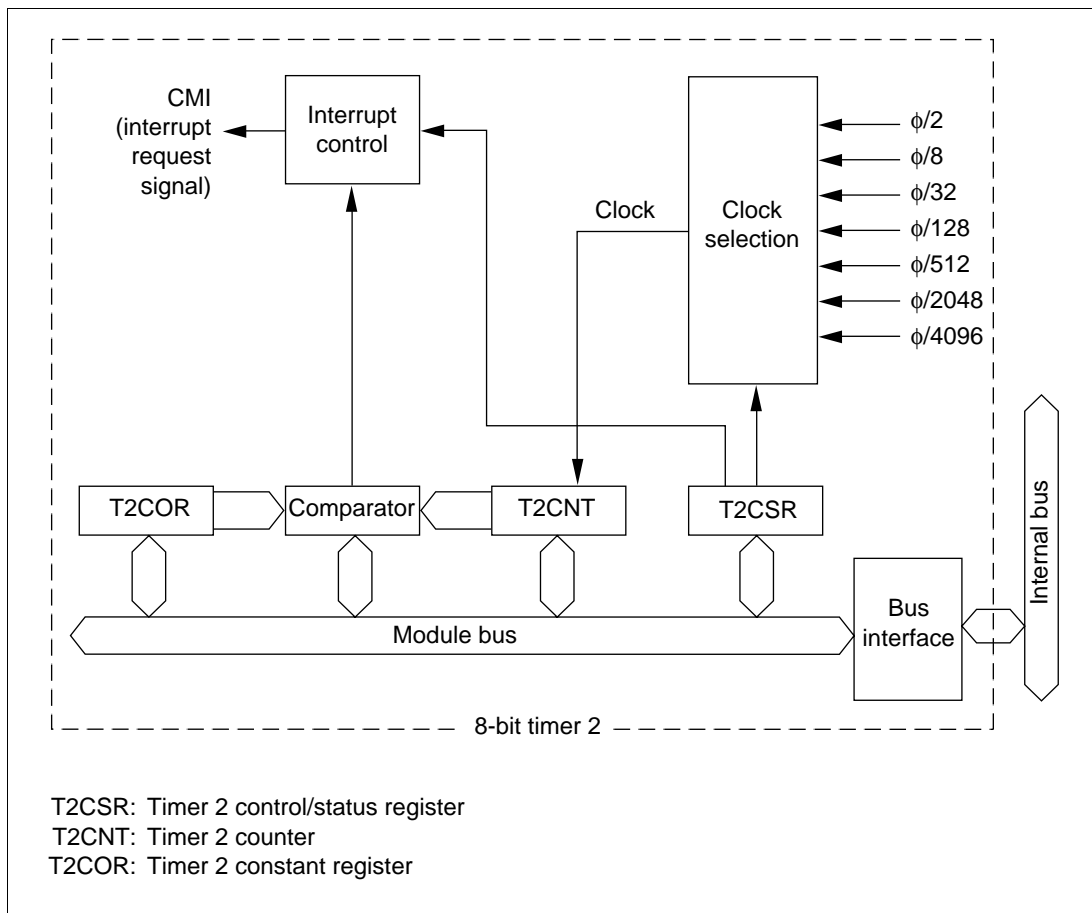 CMI
(interrupt
request
signal)
Interrupt
control
Clock
Clock
selection
ϕ/2
ϕ/8
ϕ/32
ϕ/128
ϕ/512
ϕ/2048
ϕ/4096
T2COR
Comparator
T2CNT
T2CSR
Module bus
Bus
interface
Internal bus
8-bit timer 2
T2CSR: Timer 2 control/status register
T2CNT: Timer 2 counter
T2COR: Timer 2 constant register